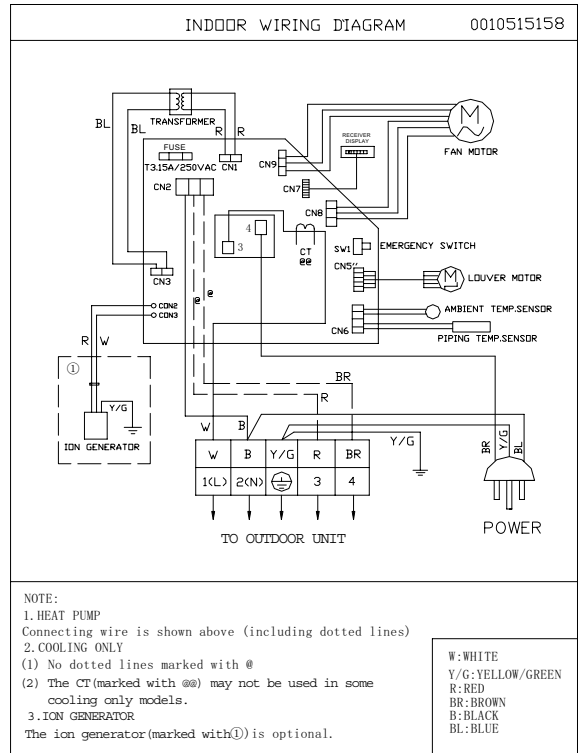 INDOOR WIRING DIAGRAM 0010515158
BL
BL
TRANSFORMER
R R
FUSE
T3.15A/250VAC CN1
CN2
CN9
RECEIVER
DISPLAY
FAN MOTOR
M
CN7
CN8
4
3
CT
@@
SW1 EMERGENCY SWITCH
CN5"
M LOUVER MOTOR
CN3
@ @
CON2
CON3
AMBIENT TEMP.SENSOR
CN6
PIPING TEMP.SENSOR
R W
①
Y/G
ION GENERATOR
BR
R
W B
Y/G
BR Y/G BL
W B Y/G R BR
1(L) 2(N) 3 4
TO OUTDOOR UNIT
POWER
NOTE:
1.HEAT PUMP
Connecting wire is shown above (including dotted lines)
2.COOLING ONLY
(1) No dotted lines marked with @
(2) The CT(marked with @@) may not be used in some
cooling only models.
3.ION GENERATOR
The ion generator(marked with①)is optional.
W:WHITE
Y/G:YELLOW/GREEN
R:RED
BR:BROWN
B:BLACK
BL:BLUE